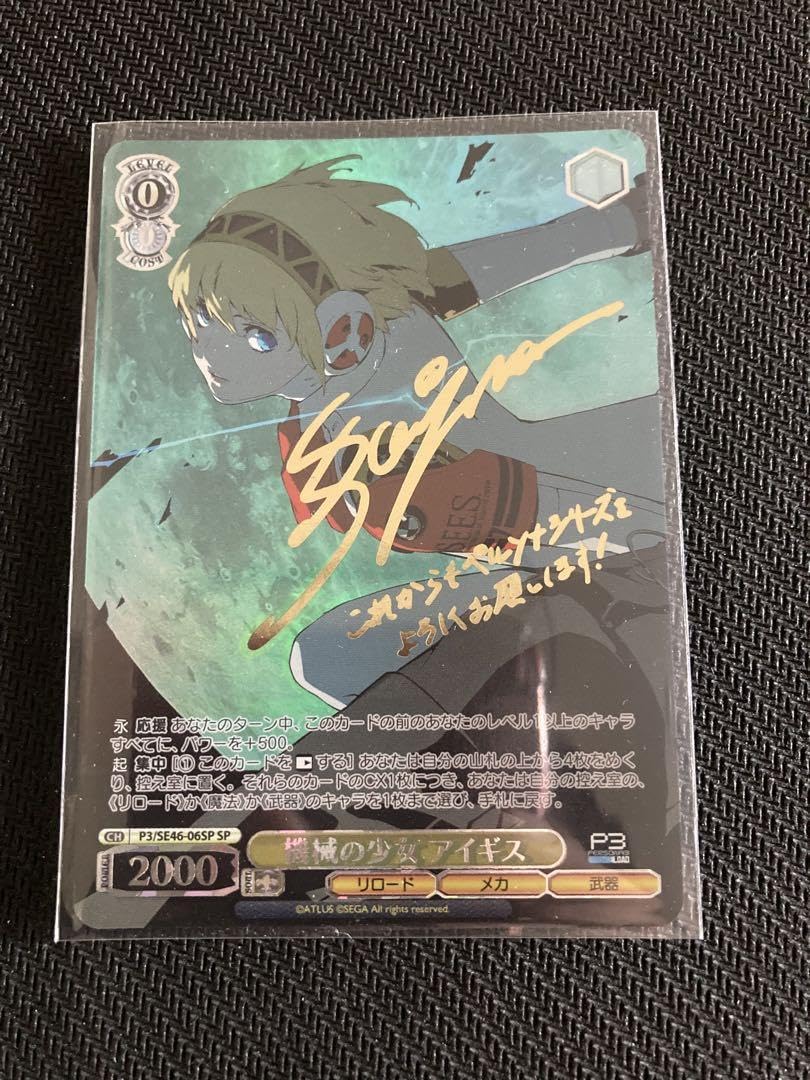 LEVEL
0
0
COST
Sojima
SEES.
これからもペルソナシリーズを
よろしくお願いします!
永 応援 あなたのターン中、このカードの前のあなたのレベル1以上のキャラ
すべてに、パワーを+500。
起 集中 [① このカードを する] あなたは自分の山札の上から4枚をめく
り、控え室に置く。それらのカードのCX1枚につき、あなたは自分の控え室の、
《リロード》か《魔法》か《武器》のキャラを1枚まで選び、手札に戻す。
CH P3/SE46-06SP SP
機械の少女 アイギス
P3
PERSONA3
RELOAD
POWER 2000 SOUL
リロード メカ 武器
©ATLUS ©SEGA All rights reserved.